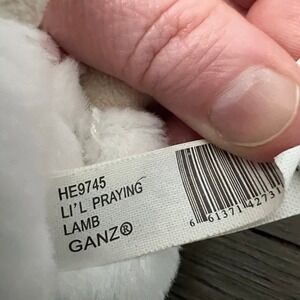 HE9745
LI'L PRAYING
LAMB
GANZ®
6 61371 42731